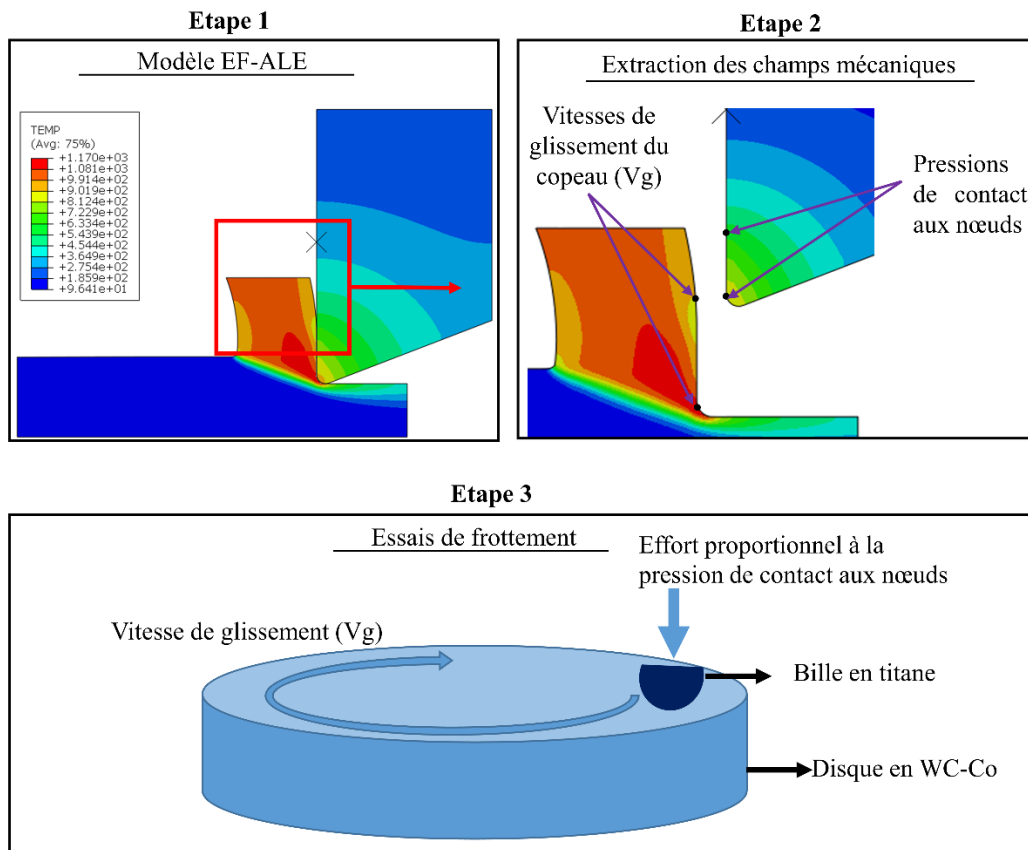 Etape 1
Modèle EF-ALE
TEMP
(Avg: 75%)
+1.170e+03
+1.081e+03
+9.914e+02
+9.019e+02
+8.124e+02
+7.229e+02
+6.334e+02
+5.439e+02
+4.544e+02
+3.649e+02
+2.754e+02
+1.859e+02
+9.641e+01
Etape 2
Extraction des champs mécaniques
Vitesses de
glissement du
copeau (Vg)
Pressions
de contact
aux nœuds
Etape 3
Essais de frottement
Effort proportionnel à la
pression de contact aux nœuds
Vitesse de glissement (Vg)
Bille en titane
Disque en WC-Co